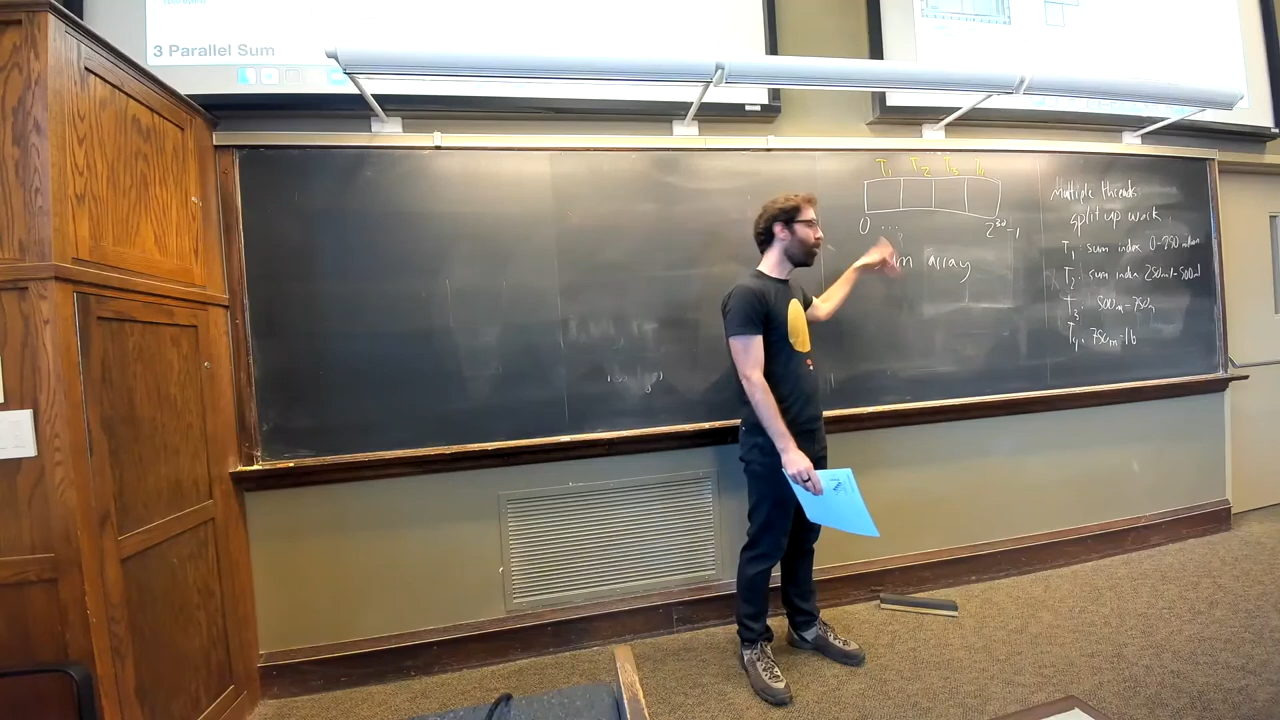 3 Parallel Sum
T1 T2 T3 T4
0 ... 2^30-1
sum array
Multiple threads
split up work
T1: sum index 0-250 million
T2: sum index 250mil-500mil
T3: 500m-750m
T4: 750m-1b